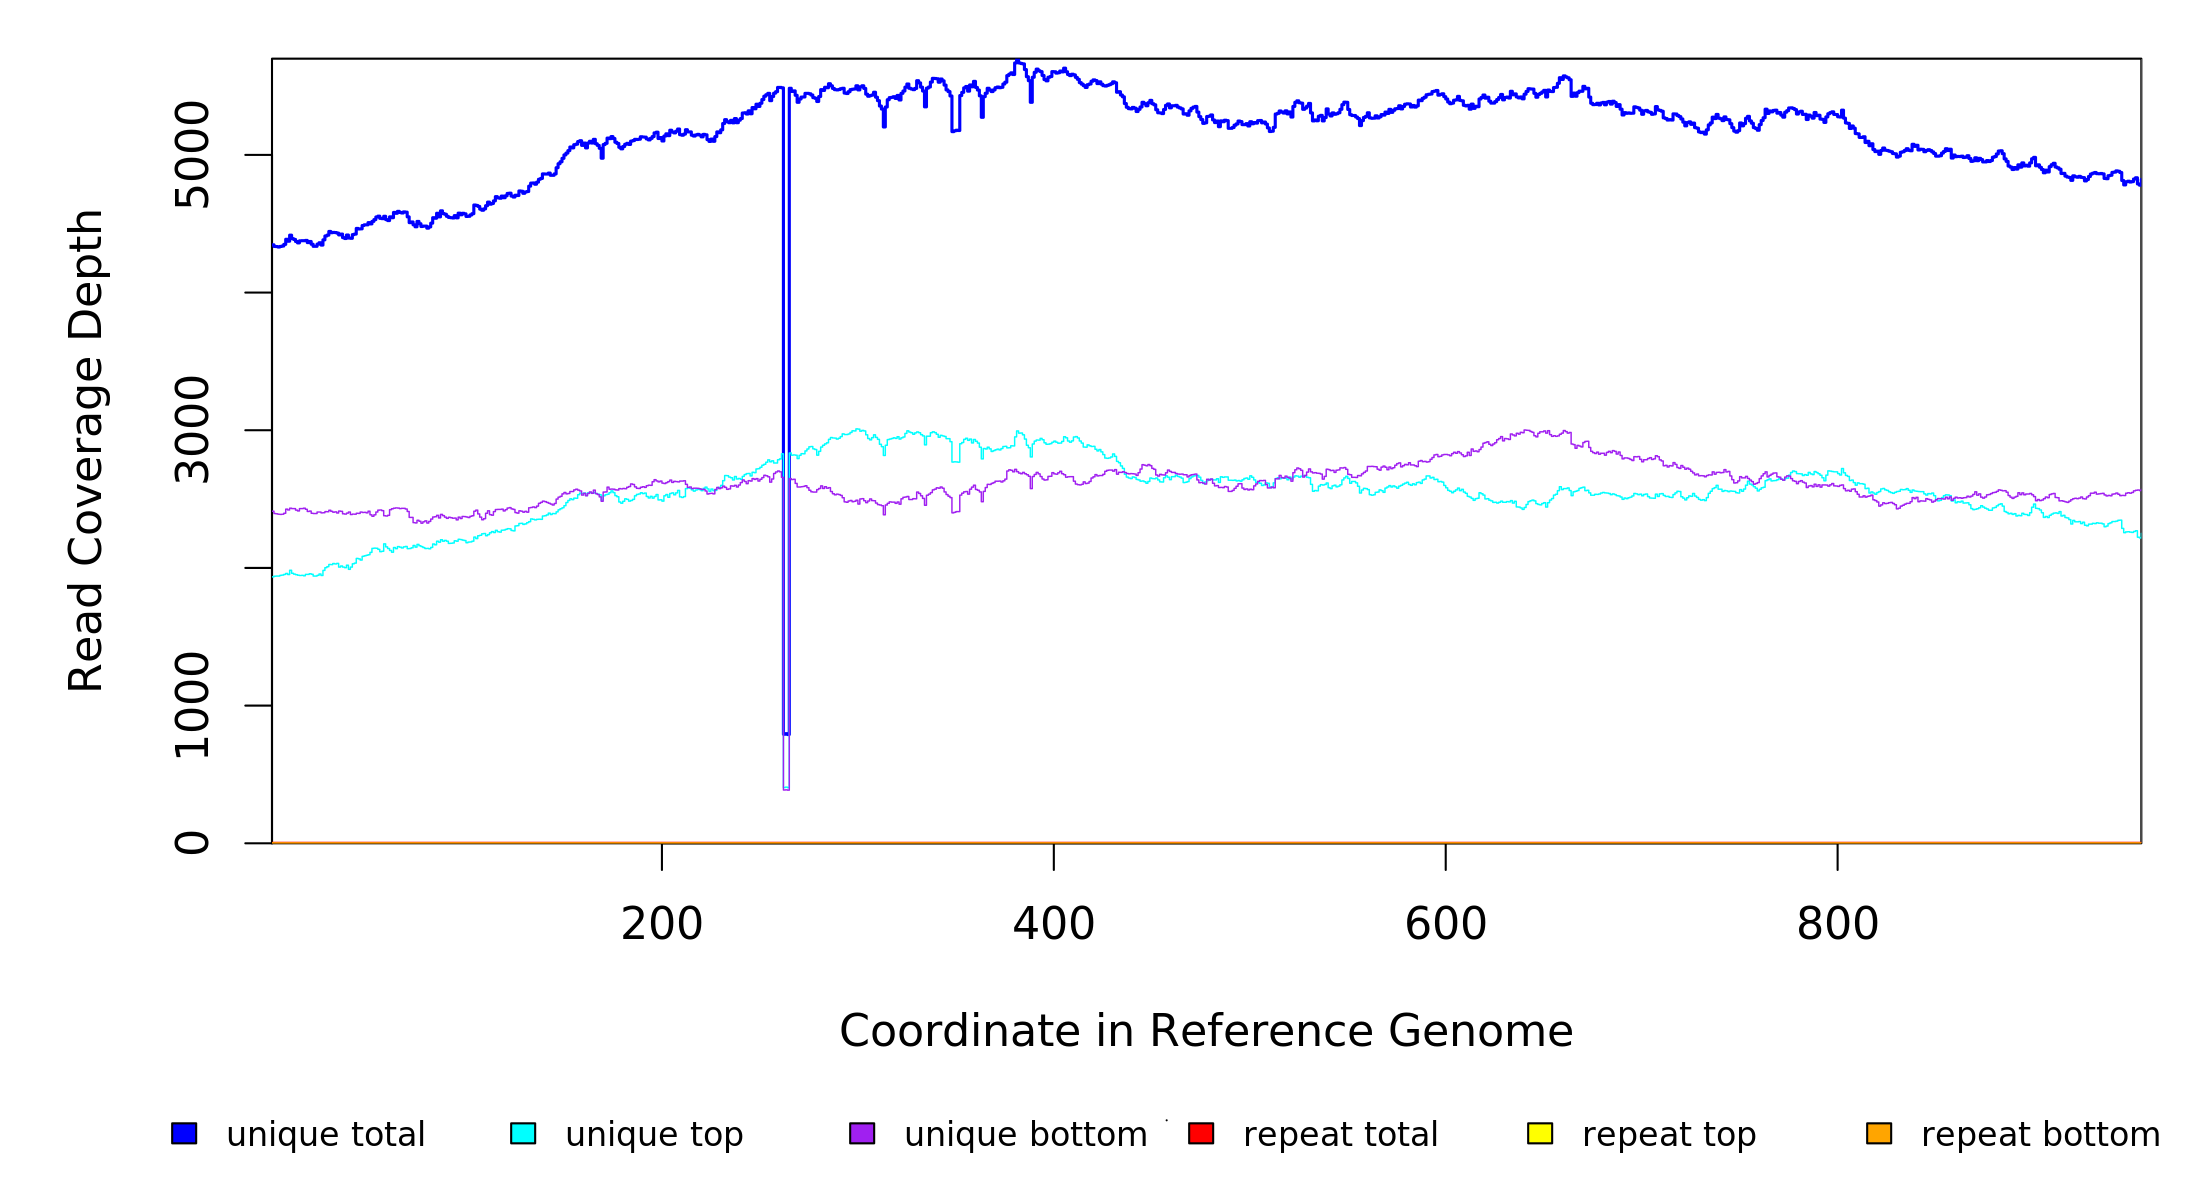 Read Coverage Depth
5000
3000
1000
0
200 400 600 800
Coordinate in Reference Genome
unique total unique top unique bottom repeat total repeat top repeat bottom